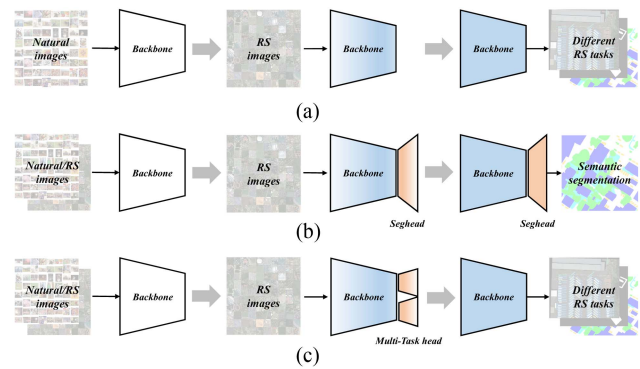 Natural
images
Backbone
RS
images
Backbone
Backbone
Different
RS tasks
(a)
Natural/RS
images
Backbone
RS
images
Backbone
Seghead
Backbone
Seghead
Semantic
segmentation
(b)
Natural/RS
images
Backbone
RS
images
Backbone
Multi-Task head
Backbone
Different
RS tasks
(c)